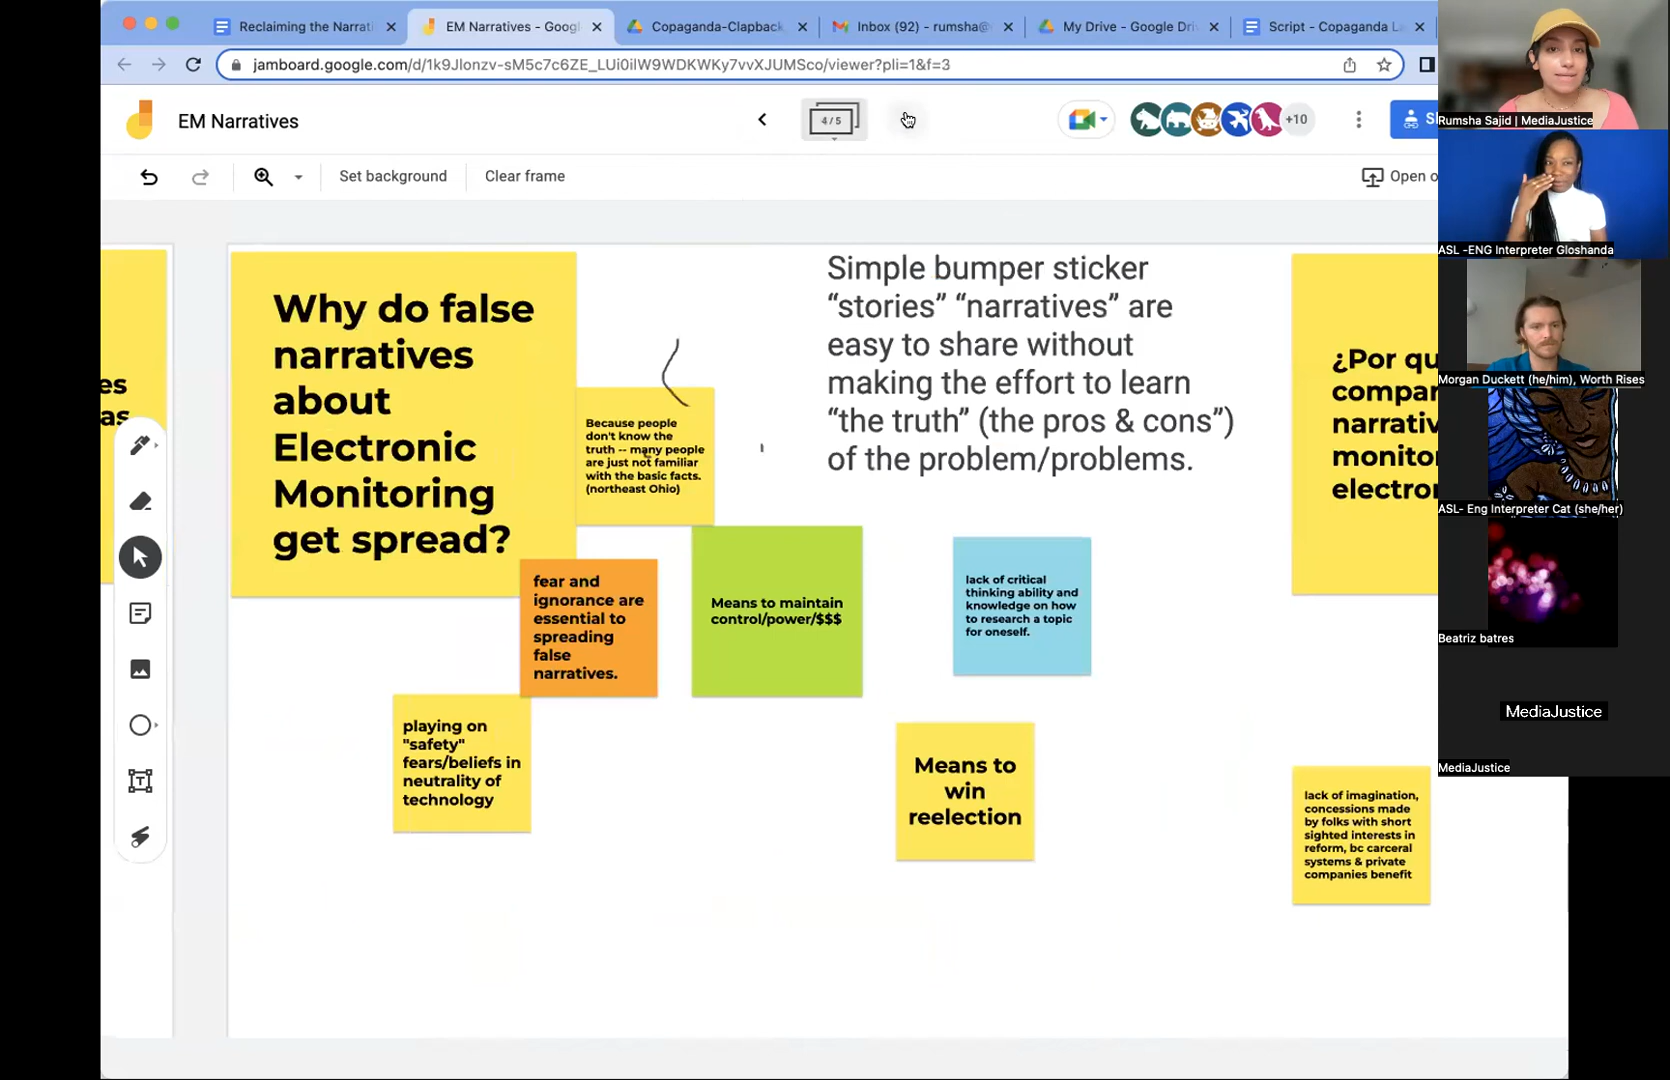 Reclaiming the Narrati
EM Narratives - Goog
Copaganda-Clapback
Inbox (92) - rumsha@
My Drive - Google Dri
Script - Copaganda La
jamboard.google.com/d/1k9Jlonzv-sM5c7c6ZE_LUi0ilW9WDKWKy7vvXJUMSco/viewer?pli=1&f=3
EM Narratives
4 / 5
+10
S
Set background
Clear frame
Open o
es
as
Why do false
narratives
about
Electronic
Monitoring
get spread?
Because people
don't know the
truth -- many people
are just not familiar
with the basic facts.
(northeast Ohio)
Simple bumper sticker
“stories” “narratives” are
easy to share without
making the effort to learn
“the truth” (the pros & cons”)
of the problem/problems.
¿Por qu
compar
narrativ
monito
electro
fear and
ignorance are
essential to
spreading
false
narratives.
Means to maintain
control/power/$$$
lack of critical
thinking ability and
knowledge on how
to research a topic
for oneself.
playing on
"safety"
fears/beliefs in
neutrality of
technology
Means to
win
reelection
lack of imagination,
concessions made
by folks with short
sighted interests in
reform, bc carceral
systems & private
companies benefit
Rumsha Sajid | MediaJustice
ASL -ENG Interpreter Gloshanda
Morgan Duckett (he/him), Worth Rises
ASL- Eng Interpreter Cat (she/her)
Beatriz batres
MediaJustice
MediaJustice